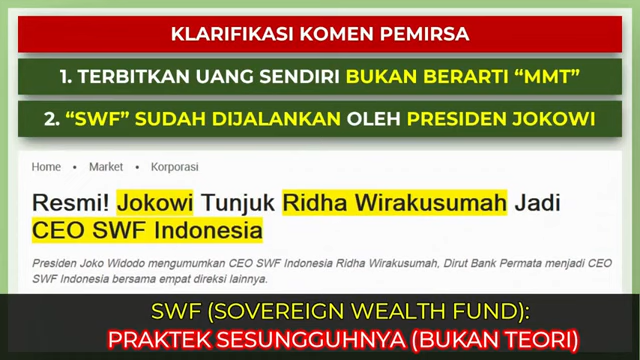 KLARIFIKASI KOMEN PEMIRSA
1. TERBITKAN UANG SENDIRI BUKAN BERARTI “MMT”
2. “SWF” SUDAH DIJALANKAN OLEH PRESIDEN JOKOWI
Home • Market • Korporasi
Resmi! Jokowi Tunjuk Ridha Wirakusumah Jadi
CEO SWF Indonesia
Presiden Joko Widodo mengumumkan CEO SWF Indonesia Ridha Wirakusumah, Dirut Bank Permata menjadi CEO
SWF Indonesia bersama empat direksi lainnya.
SWF (SOVEREIGN WEALTH FUND):
PRAKTEK SESUNGGUHNYA (BUKAN TEORI)